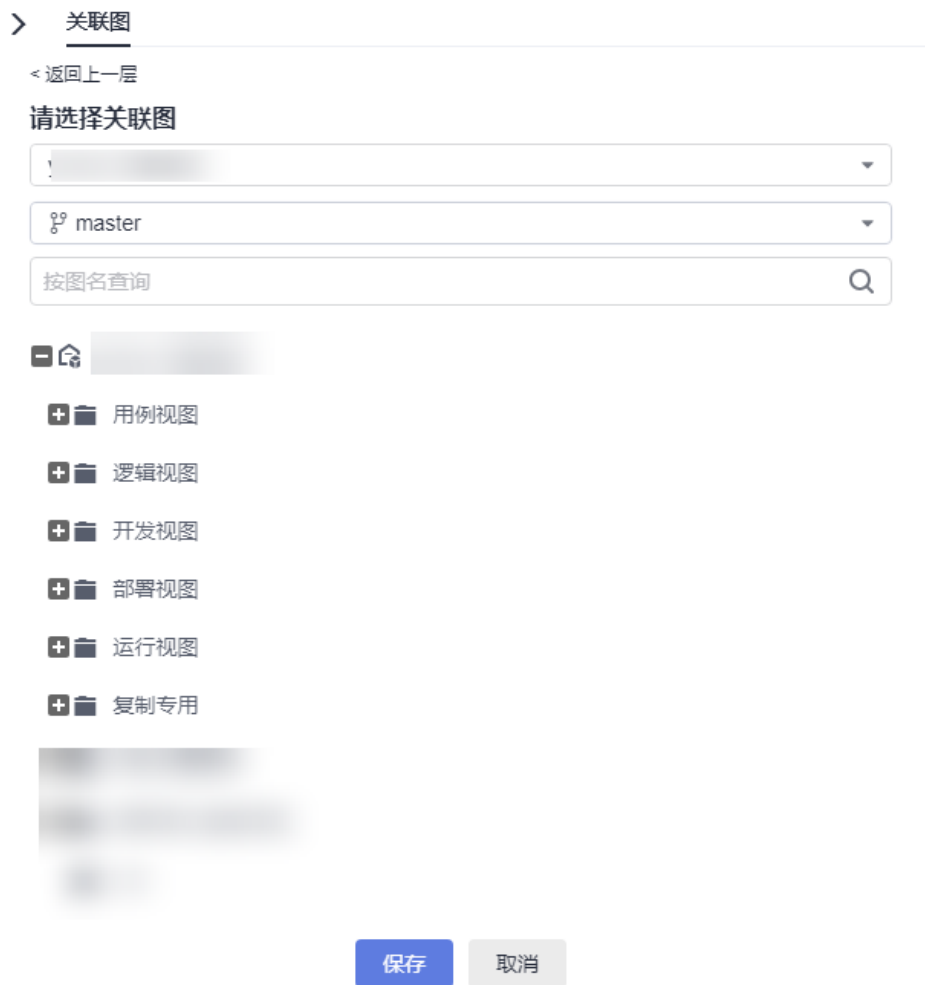 关联图
< 返回上一层
请选择关联图
master
按图名查询
用例视图
逻辑视图
开发视图
部署视图
运行视图
复制专用
保存 取消